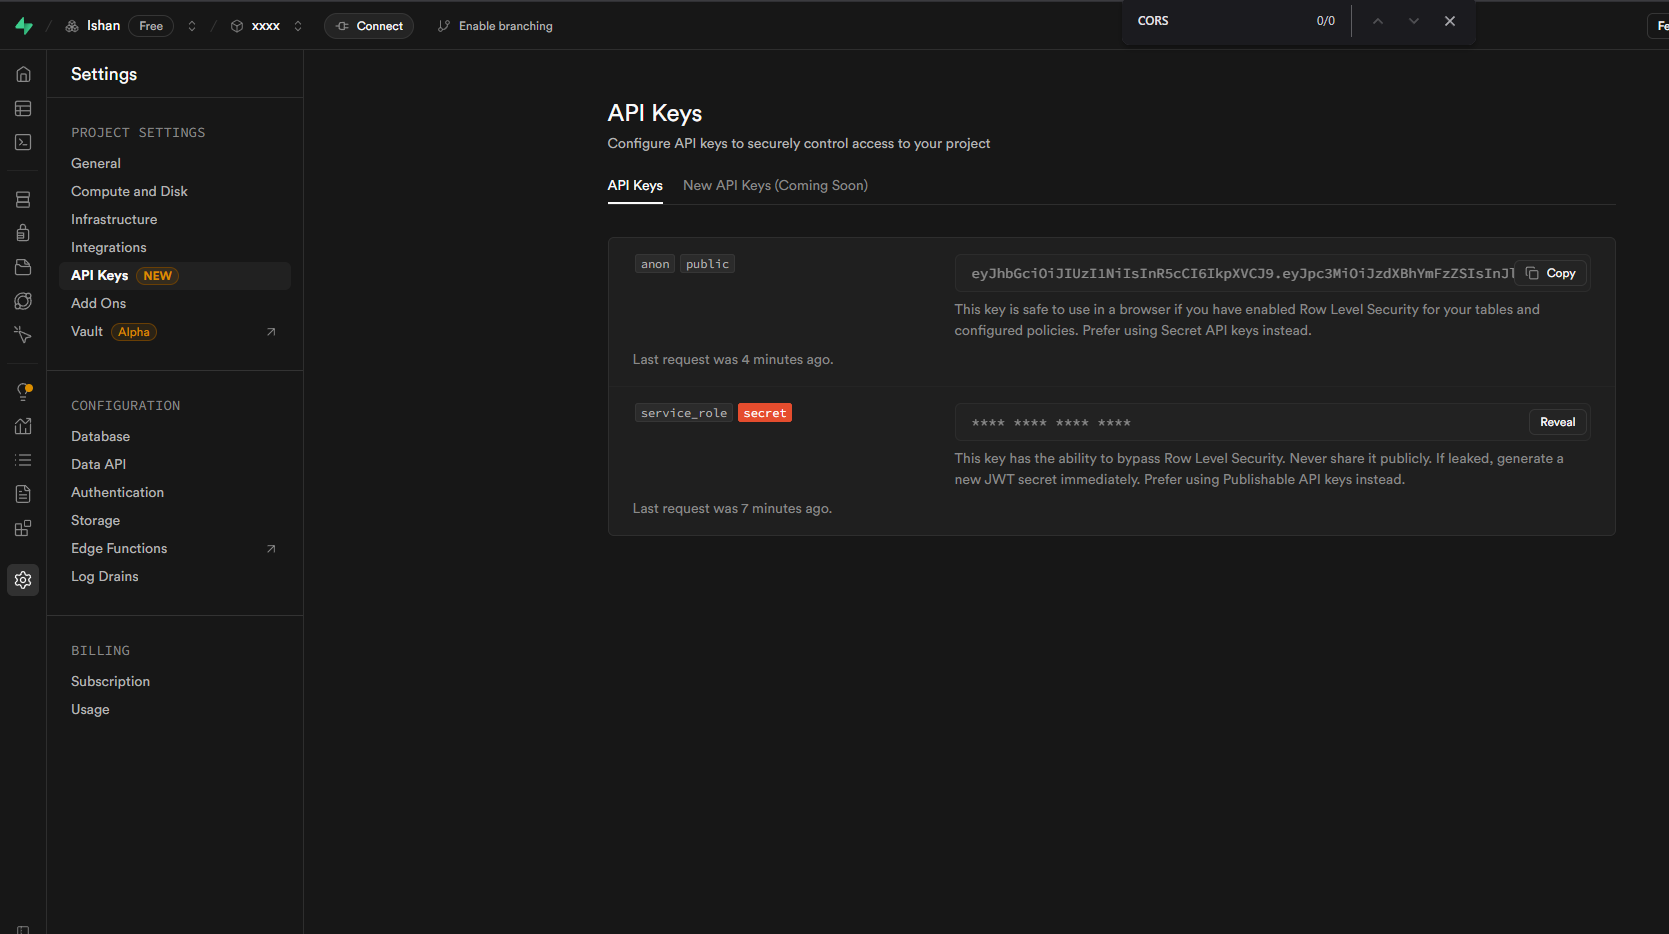 Ishan Free xxxx Connect Enable branching
CORS 0/0
Fe
Settings
PROJECT SETTINGS
General
Compute and Disk
Infrastructure
Integrations
API Keys NEW
Add Ons
Vault Alpha
CONFIGURATION
Database
Data API
Authentication
Storage
Edge Functions
Log Drains
BILLING
Subscription
Usage
API Keys
Configure API keys to securely control access to your project
API Keys New API Keys (Coming Soon)
anon public
eyJhbGciOiJIUzI1NiIsInR5cCI6IkpXVCJ9.eyJpc3MiOiJzdXBhYmFzZSIsInJl Copy
This key is safe to use in a browser if you have enabled Row Level Security for your tables and
configured policies. Prefer using Secret API keys instead.
Last request was 4 minutes ago.
service_role secret
**** **** **** **** Reveal
This key has the ability to bypass Row Level Security. Never share it publicly. If leaked, generate a
new JWT secret immediately. Prefer using Publishable API keys instead.
Last request was 7 minutes ago.